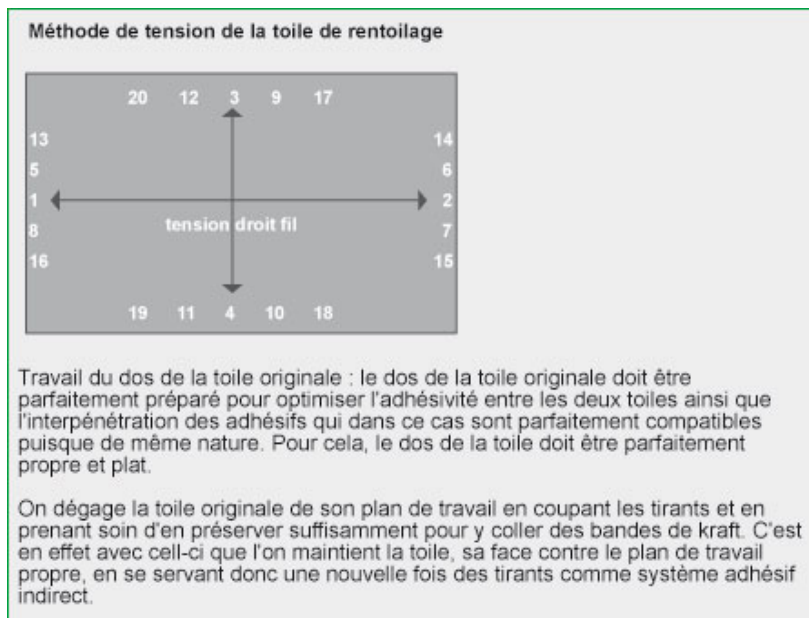 Méthode de tension de la toile de rentoilage
20 12 3 9 17
13 14
5 6
1 2
tension droit fil
8 7
16 15
19 11 4 10 18
Travail du dos de la toile originale : le dos de la toile originale doit être
parfaitement préparé pour optimiser l'adhésivité entre les deux toiles ainsi que
l'interpénétration des adhésifs qui dans ce cas sont parfaitement compatibles
puisque de même nature. Pour cela, le dos de la toile doit être parfaitement
propre et plat.
On dégage la toile originale de son plan de travail en coupant les tirants et en
prenant soin d'en préserver suffisamment pour y coller des bandes de kraft. C'est
en effet avec cell-ci que l'on maintient la toile, sa face contre le plan de travail
propre, en se servant donc une nouvelle fois des tirants comme système adhésif
indirect.